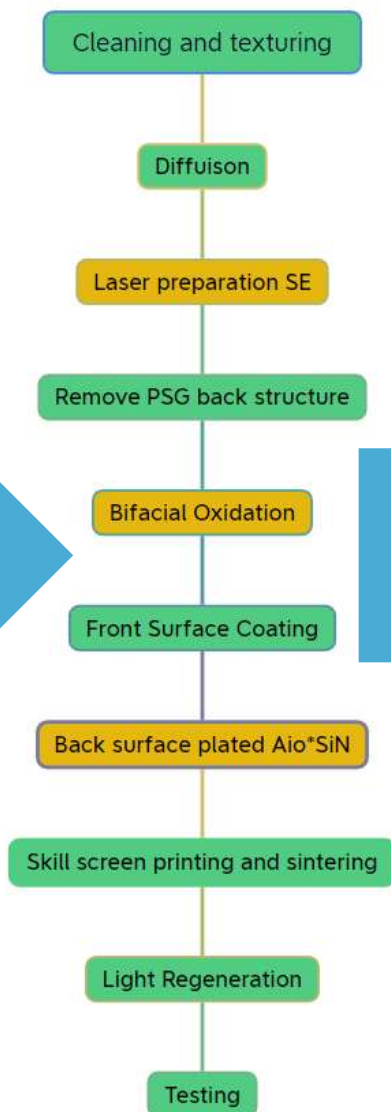 Cleaning and texturing
Diffuison
Laser preparation SE
Remove PSG back structure
Bifacial Oxidation
Front Surface Coating
Back surface plated Aio*SiN
Skill screen printing and sintering
Light Regeneration
Testing